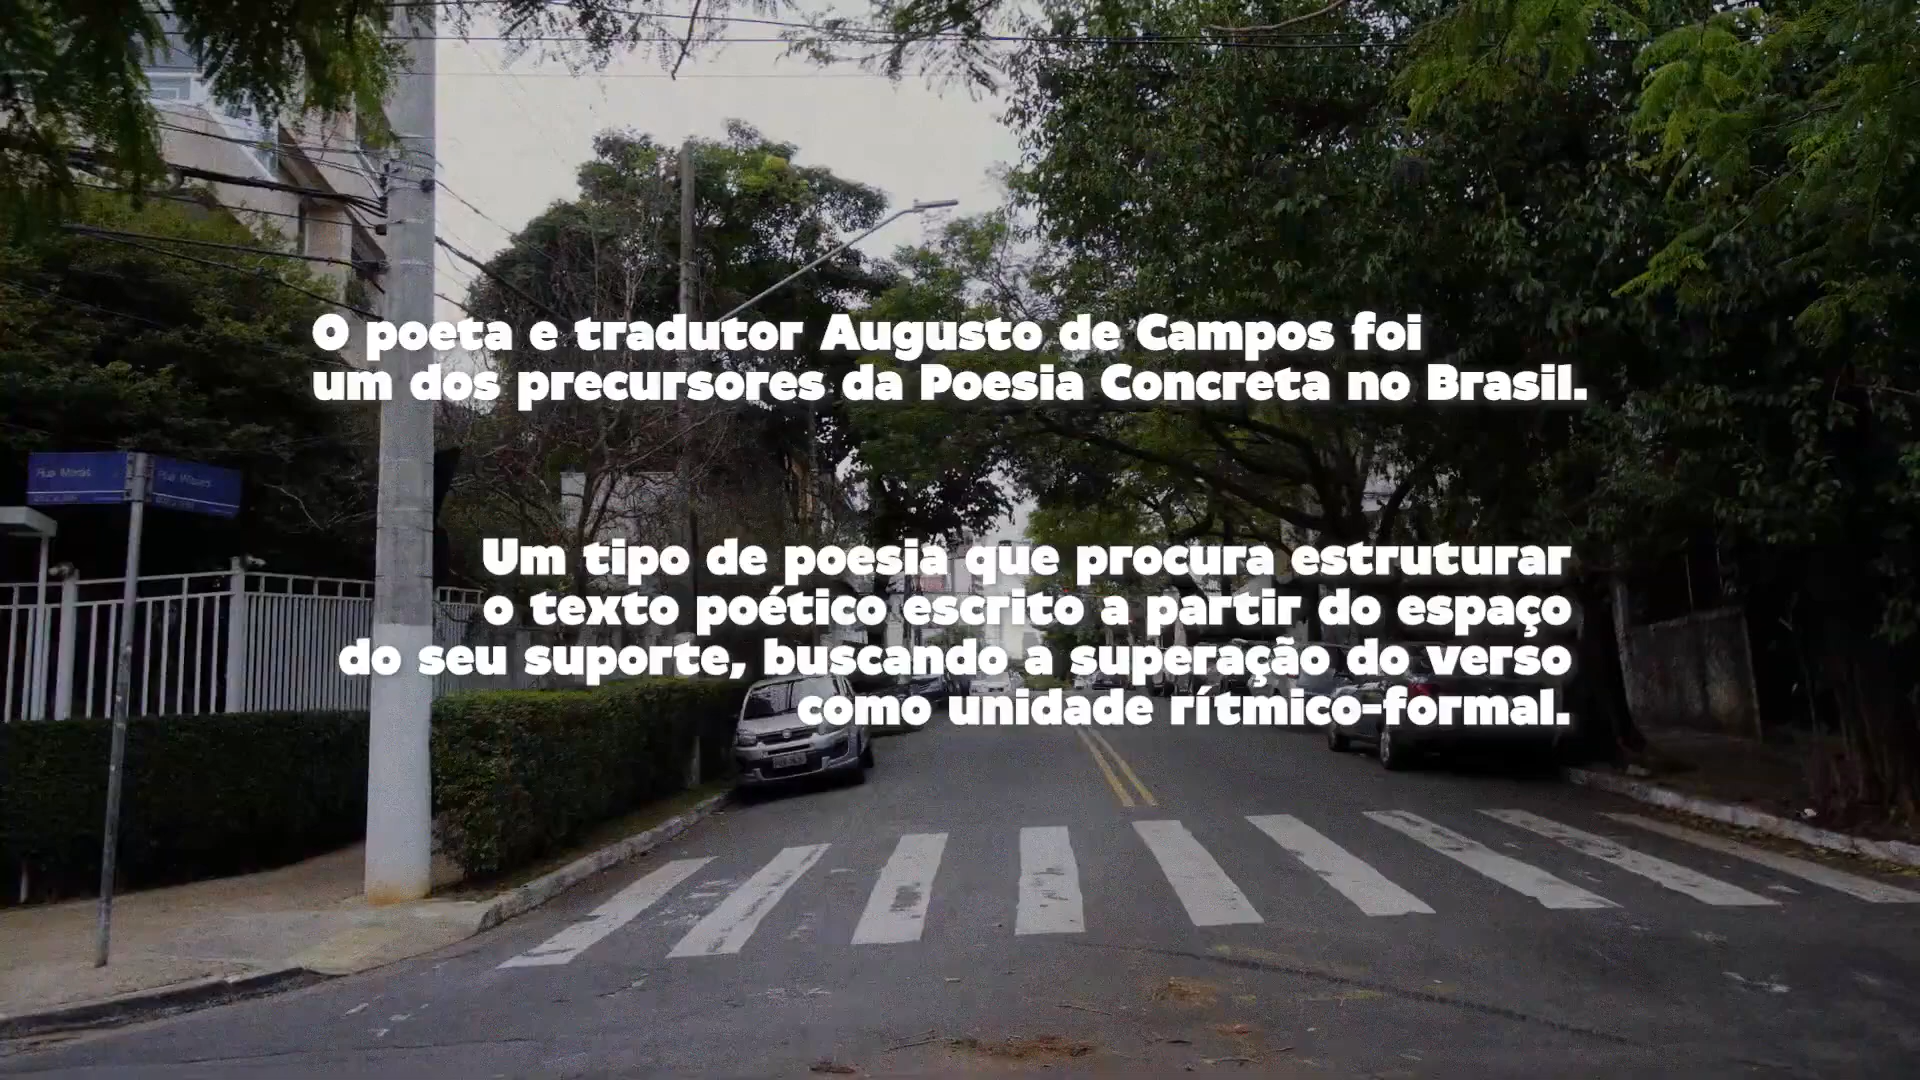 O poeta e tradutor Augusto de Campos foi
um dos precursores da Poesia Concreta no Brasil.
Um tipo de poesia que procura estruturar
o texto poético escrito a partir do espaço
do seu suporte, buscando a superação do verso
como unidade rítmico-formal.
Rua
Rua